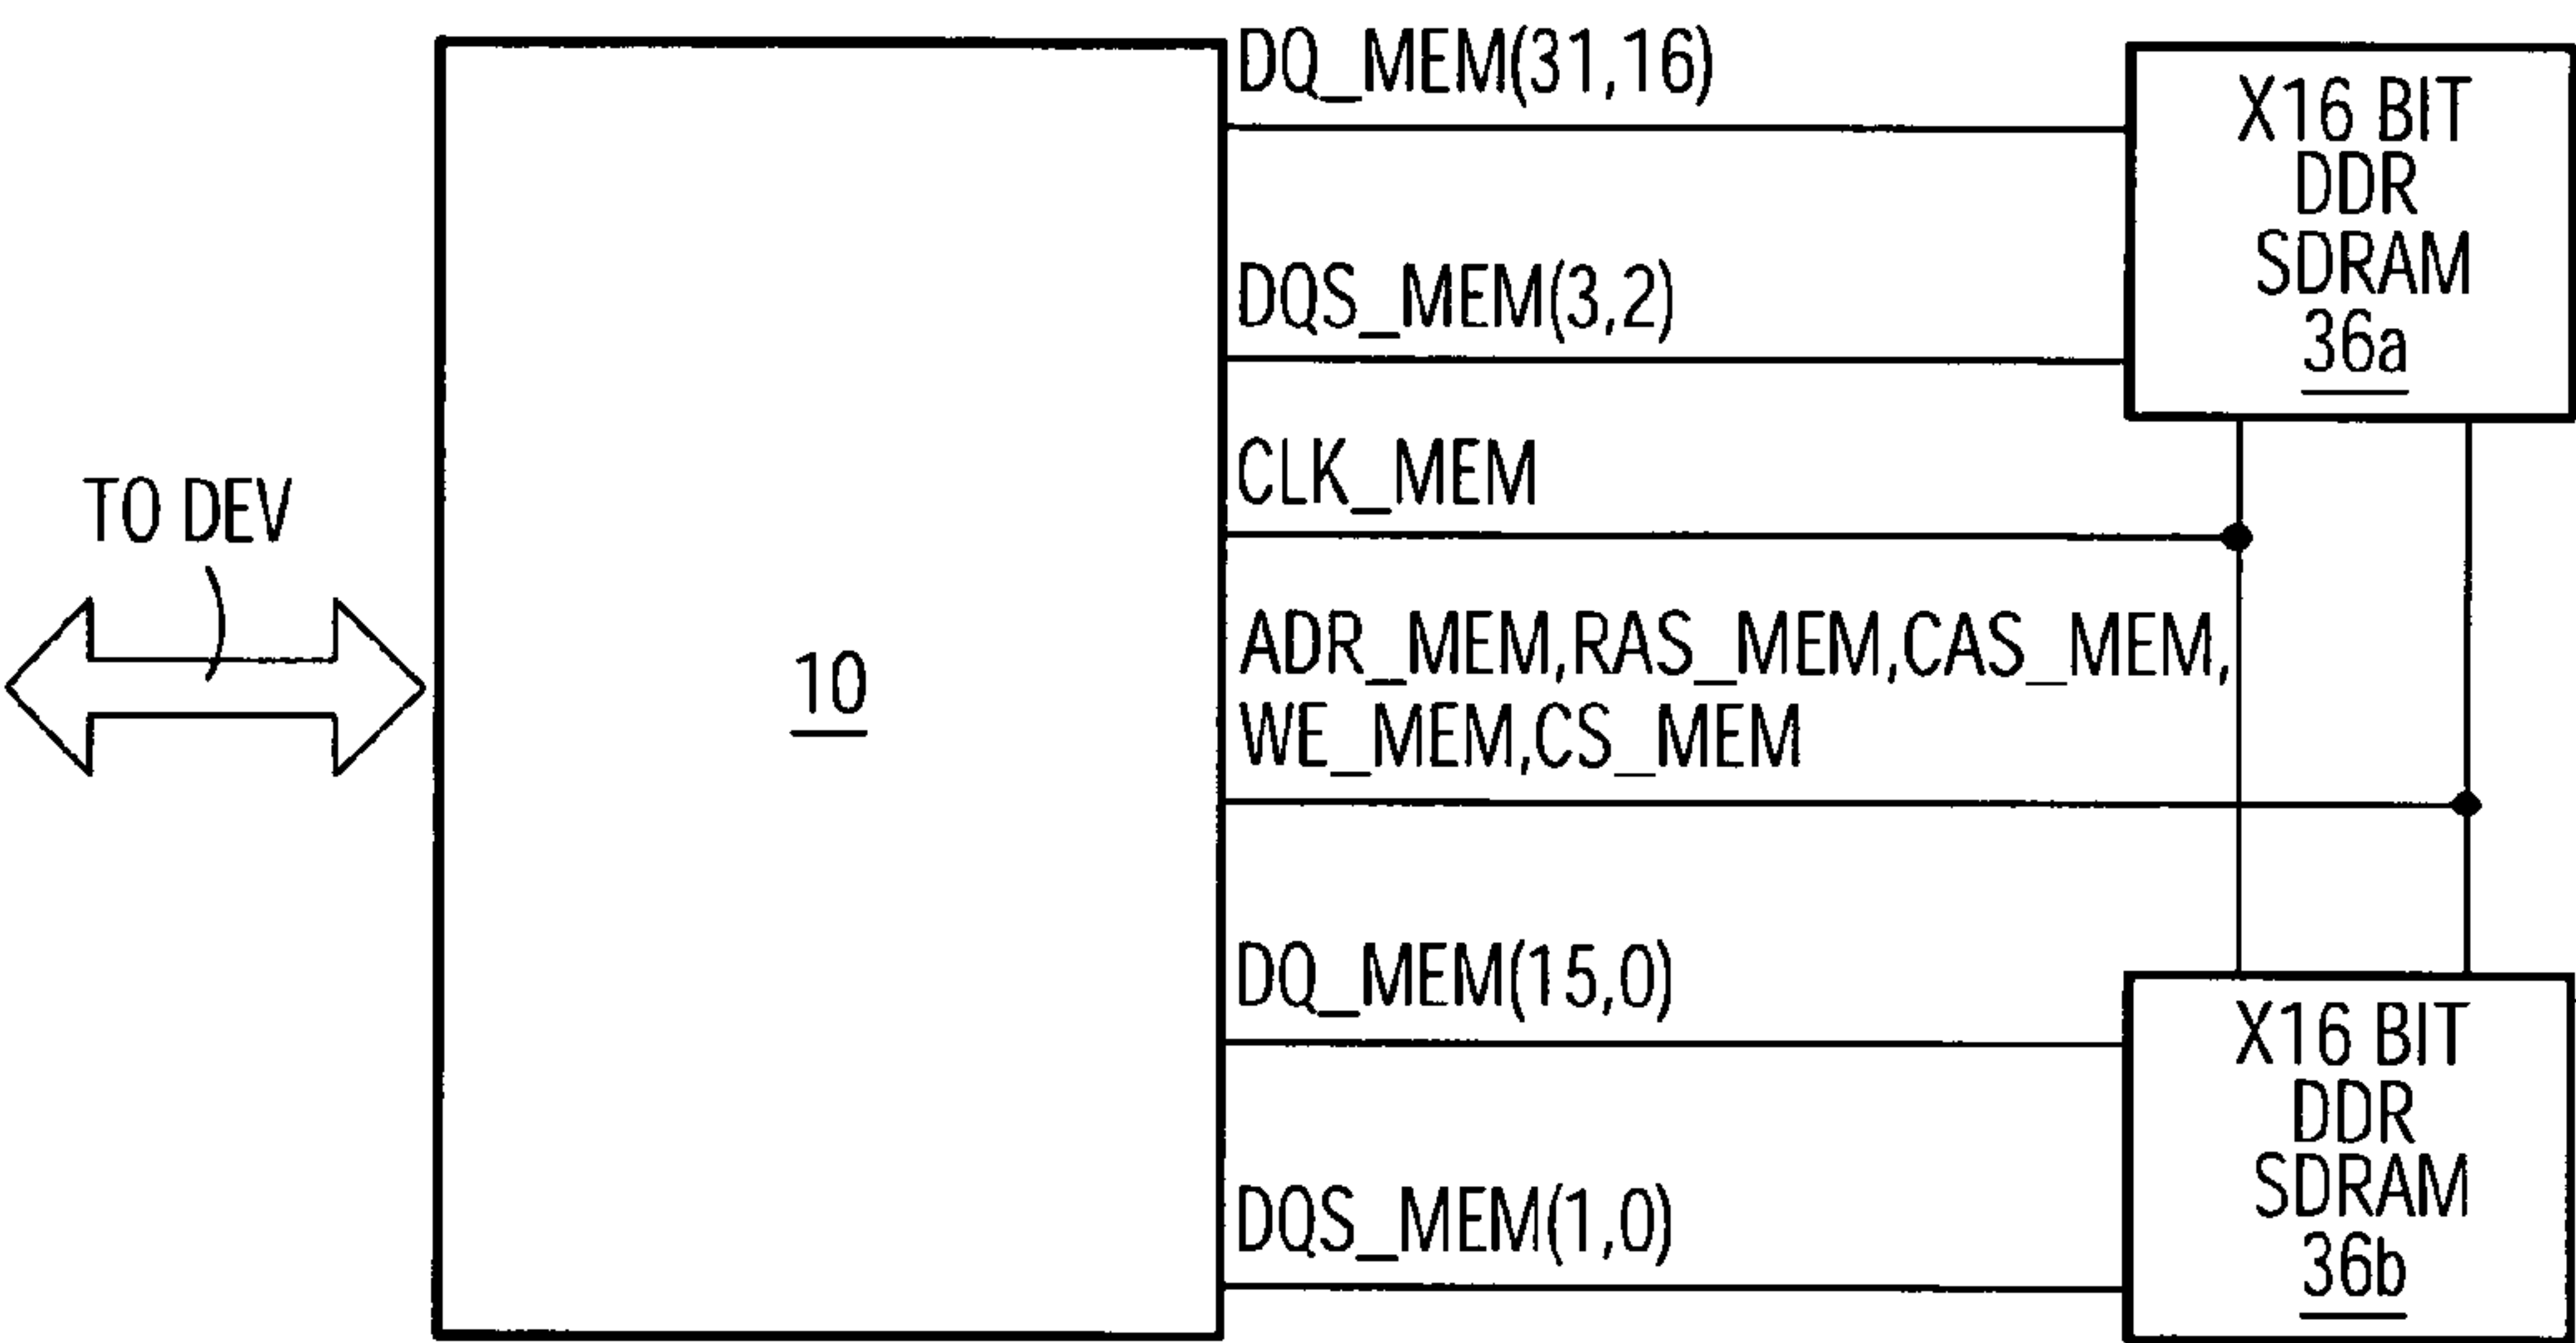 DQ_MEM(31,16)
X16 BIT
DDR
SDRAM
36a
DQS_MEM(3,2)
CLK_MEM
TO DEV
10
ADR_MEM,RAS_MEM,CAS_MEM,
WE_MEM,CS_MEM
DQ_MEM(15,0)
X16 BIT
DDR
SDRAM
36b
DQS_MEM(1,0)